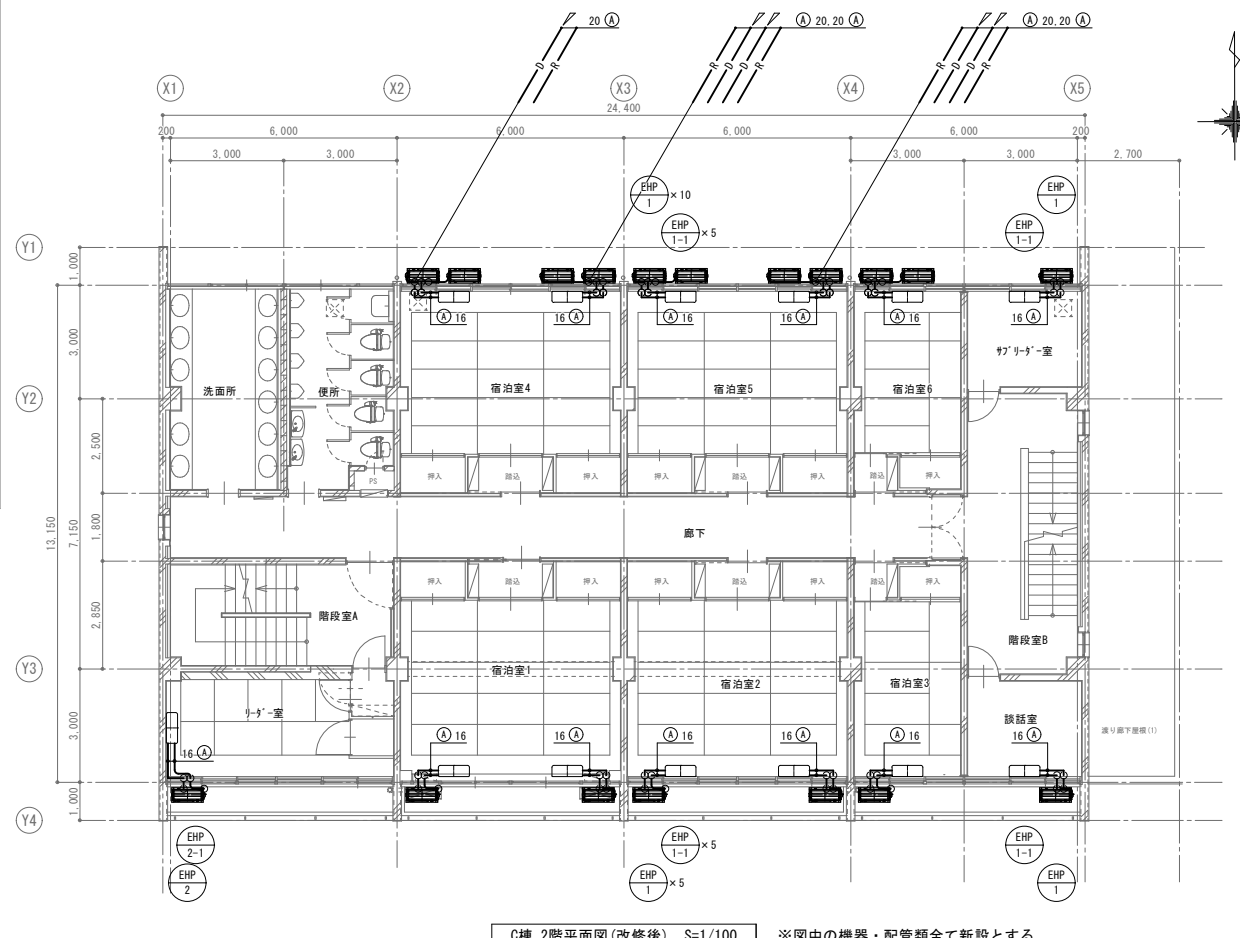 20 Ⓐ
Ⓐ 20,20 Ⓐ
Ⓐ 20,20 Ⓐ
D
R
R
D
D
R
R
D
D
R
X1
X2
X3
X4
X5
24,400
200
6,000
6,000
6,000
6,000
200
3,000
3,000
3,000
3,000
2,700
EHP
1
×10
EHP
1
EHP
1-1
×5
EHP
1-1
Y1
1,000
Ⓐ 16
16 Ⓐ
Ⓐ 16
16 Ⓐ
Ⓐ 16
16 Ⓐ
3,000
ｻﾌﾞﾘｰﾀﾞｰ室
洗面所
便所
宿泊室4
宿泊室5
宿泊室6
Y2
2,500
押入
踏込
押入
押入
踏込
押入
踏込
押入
PS
13,150
7,150
1,800
廊下
押入
踏込
押入
押入
踏込
押入
踏込
押入
2,850
階段室A
階段室B
Y3
宿泊室1
宿泊室2
宿泊室3
ﾘｰﾀﾞｰ室
談話室
3,000
渡り廊下屋根(1)
16 Ⓐ
Ⓐ 16
16 Ⓐ
Ⓐ 16
16 Ⓐ
Ⓐ 16
16 Ⓐ
1,000
Y4
EHP
2-1
EHP
1-1
×5
EHP
1-1
EHP
2
EHP
1
×5
EHP
1
C棟 2階平面図(改修後) S=1/100
※図中の機器・配管類全て新設とする